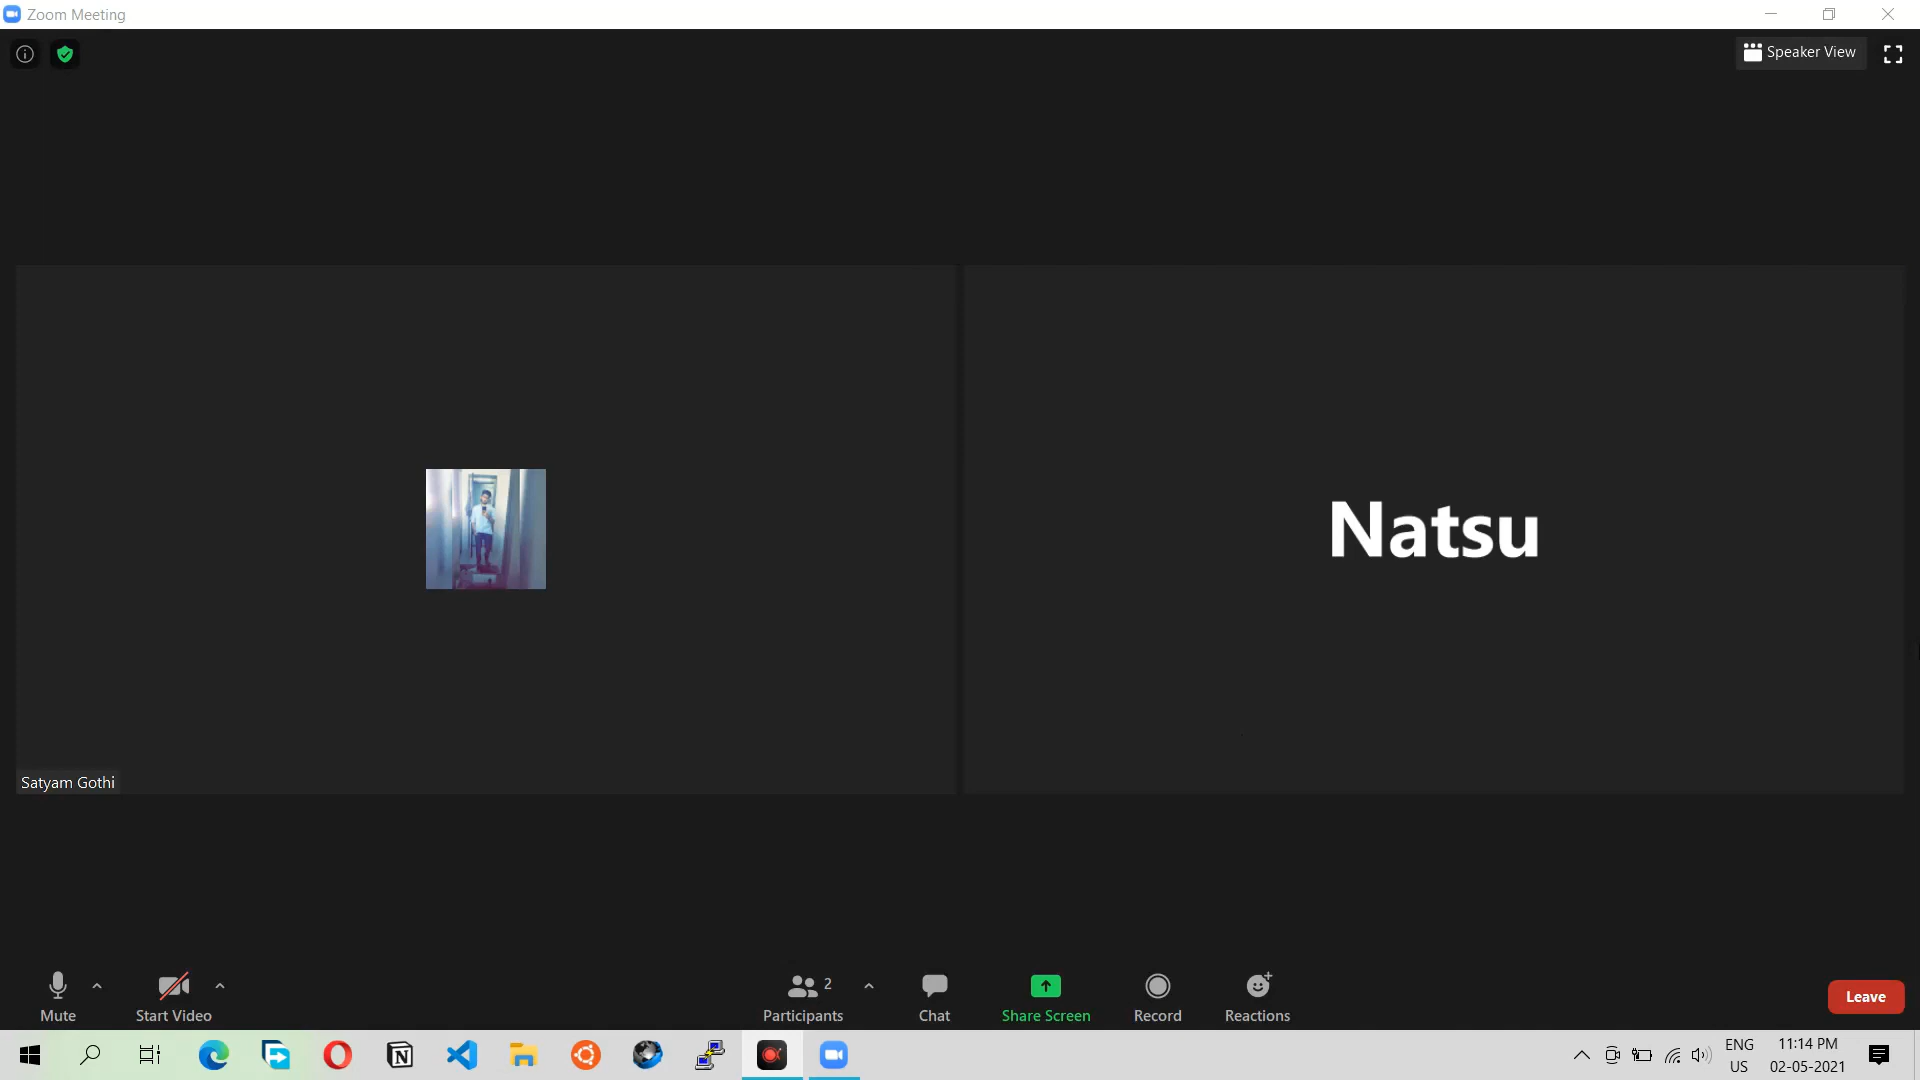 Zoom Meeting
Speaker View
Natsu
Satyam Gothi
Mute
Start Video
2
Participants
Chat
Share Screen
Record
Reactions
Leave
ENG
US
11:14 PM
02-05-2021